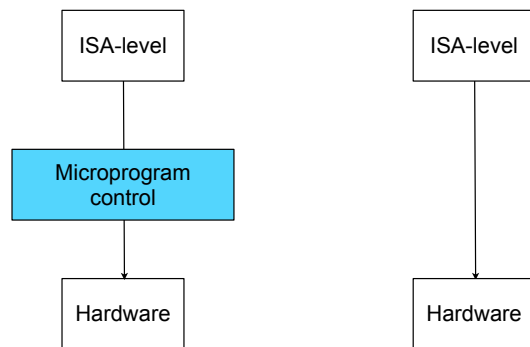 ISA-level
Microprogram
control
Hardware
ISA-level
Hardware